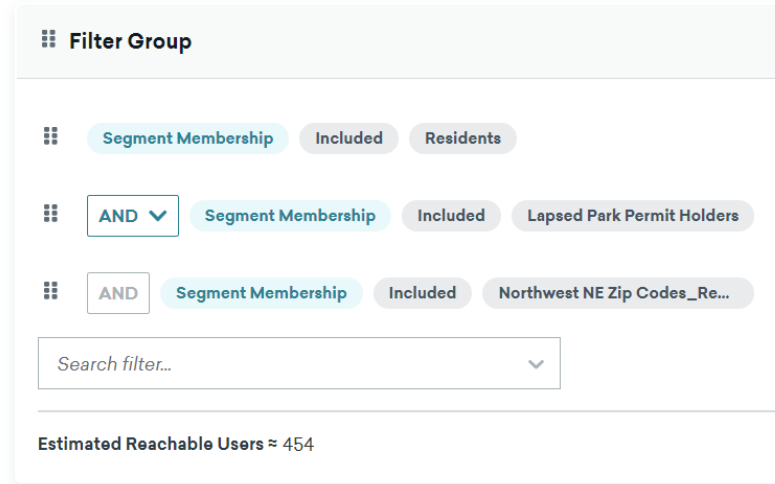 Filter Group
Segment Membership Included Residents
AND Segment Membership Included Lapsed Park Permit Holders
AND Segment Membership Included Northwest NE Zip Codes_Re...
Search filter...
Estimated Reachable Users ≈ 454